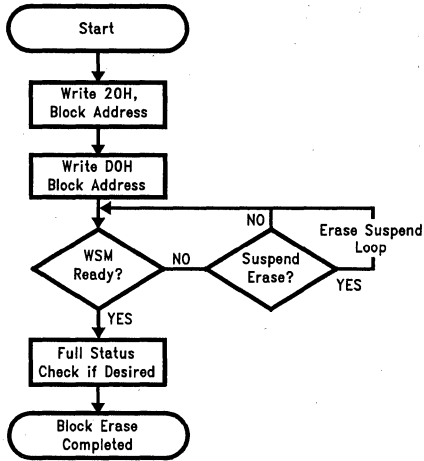 Start
Write 20H,
Block Address
Write D0H
Block Address
NO
Erase Suspend
Loop
WSM
Ready?
NO
Suspend
Erase?
YES
YES
Full Status
Check if Desired
Block Erase
Completed